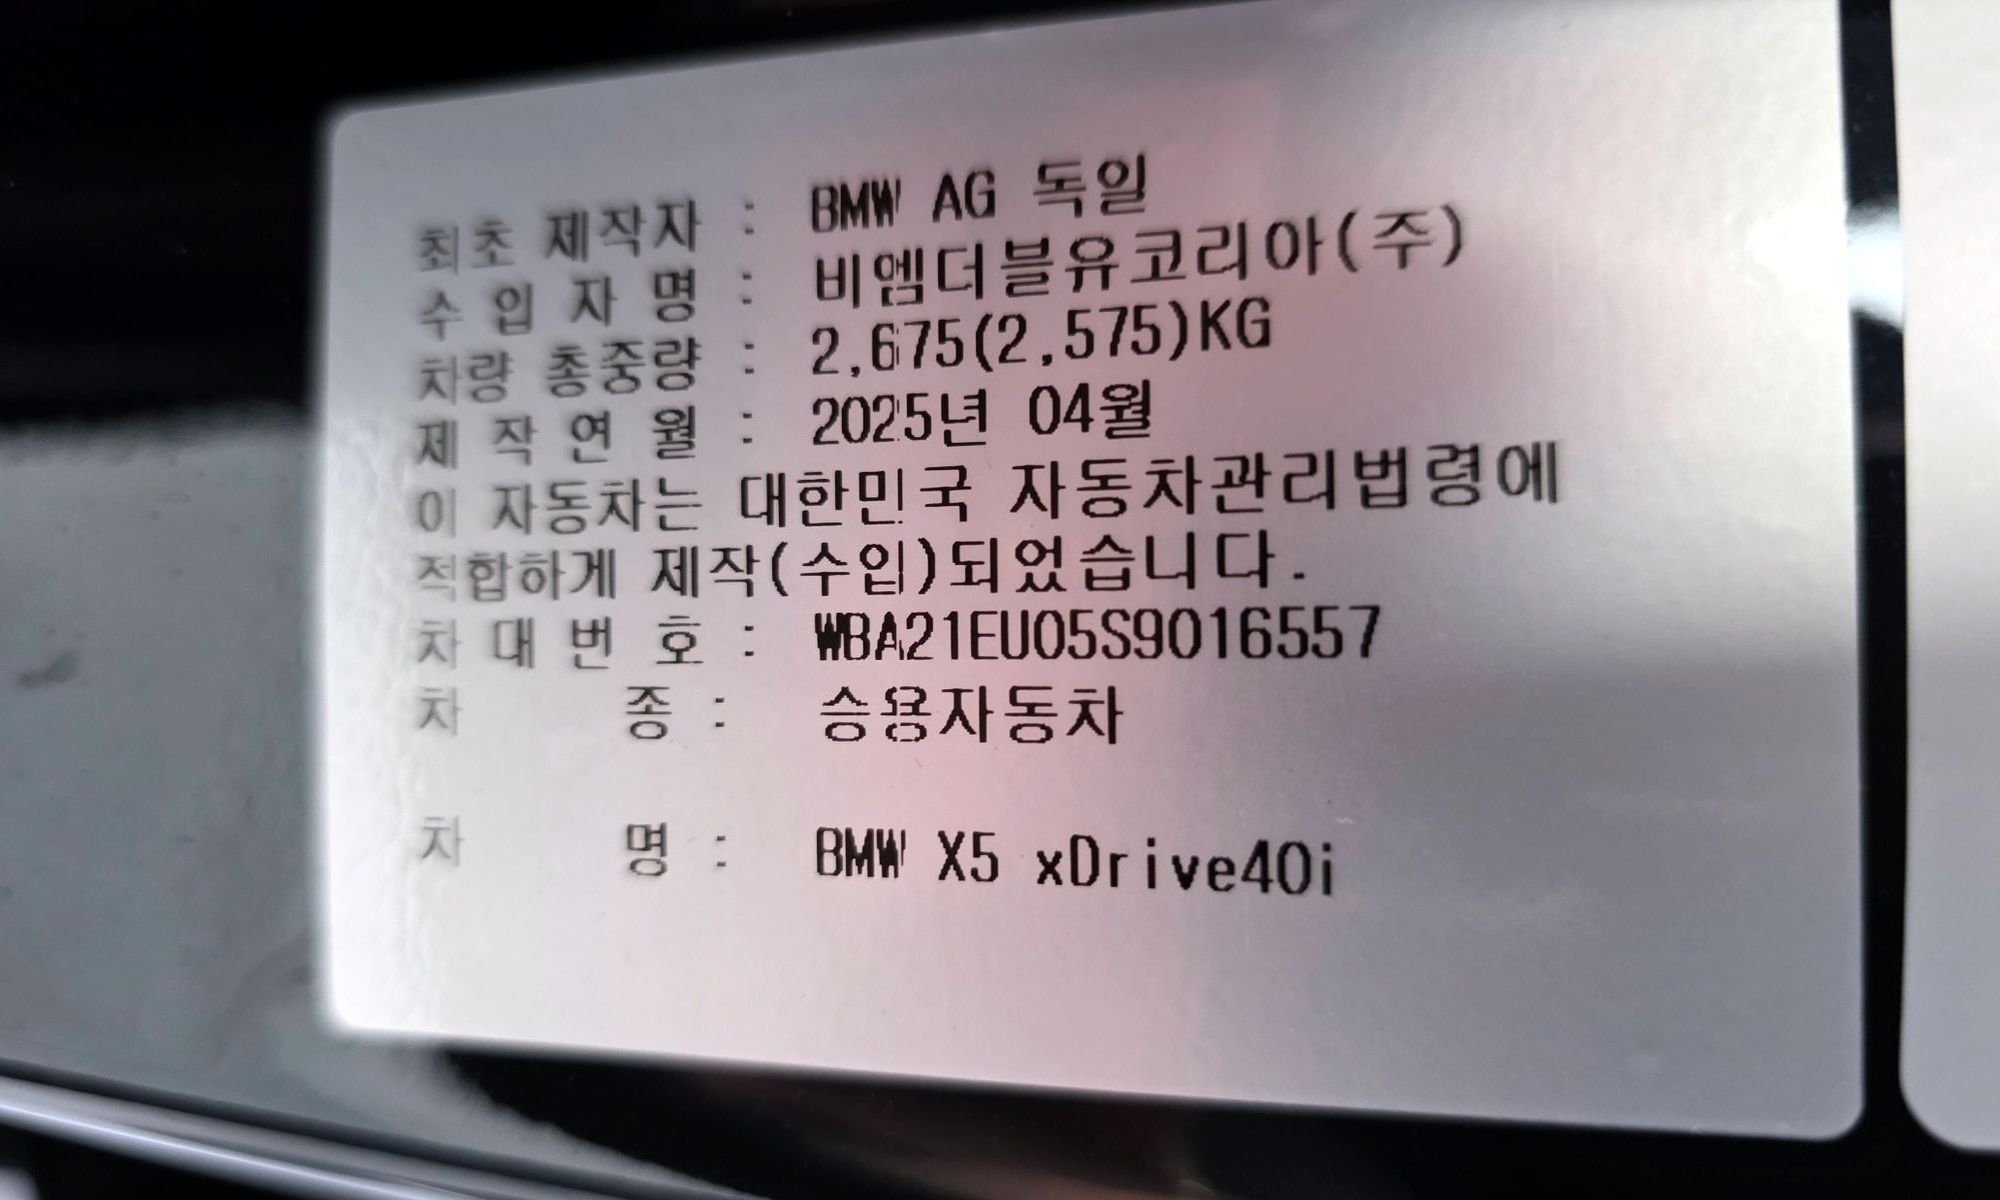 최초 제작자 : BMW AG 독일
수 입 자 명 : 비엠더블유코리아(주)
차량 총중량 : 2,675(2,575)KG
제 작 연 월 : 2025년 04월
이 자동차는 대한민국 자동차관리법령에
적합하게 제작(수입)되었습니다.
차 대 번 호 : WBA21EU05S9016557
차 종 : 승용자동차
차 명 : BMW X5 xDrive40i